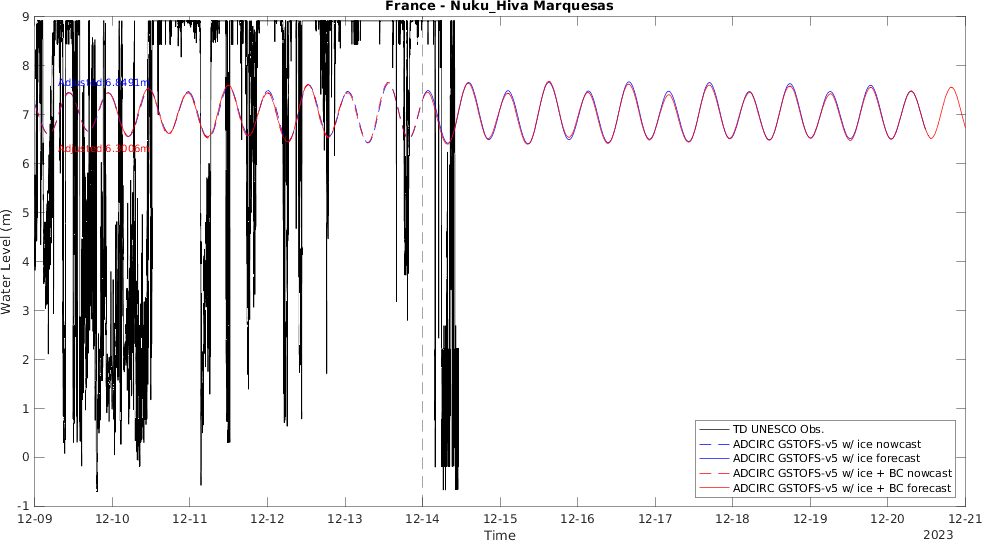 France - Nuku_Hiva Marquesas
9
8
7
6
5
4
3
2
1
0
-1
Water Level (m)
Adjusted 6.8491m
Adjusted 6.3006m
TD UNESCO Obs.
ADCIRC GSTOFS-v5 w/ ice nowcast
ADCIRC GSTOFS-v5 w/ ice forecast
ADCIRC GSTOFS-v5 w/ ice + BC nowcast
ADCIRC GSTOFS-v5 w/ ice + BC forecast
12-09 12-10 12-11 12-12 12-13 12-14 12-15 12-16 12-17 12-18 12-19 12-20 12-21
Time
2023